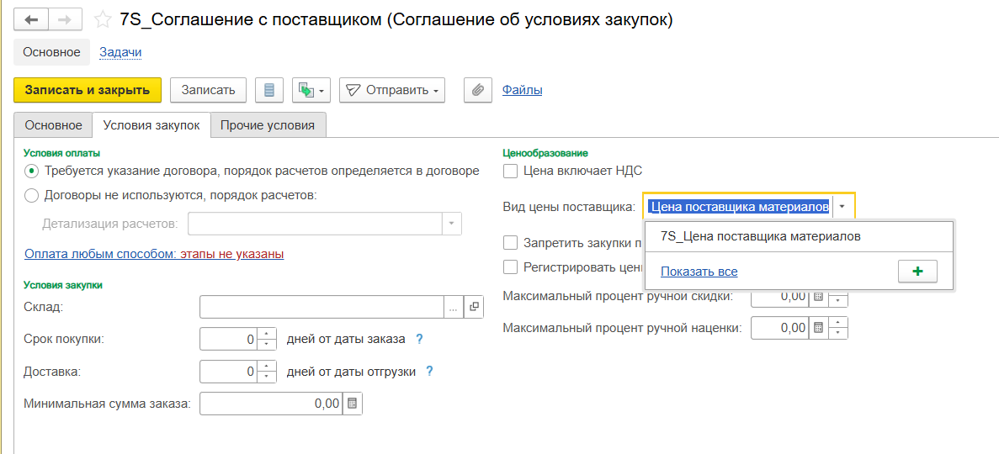 7S_Соглашение с поставщиком (Соглашение об условиях закупок)
Основное Задачи
Записать и закрыть Записать Отправить Файлы
Основное Условия закупок Прочие условия
Условия оплаты
Требуется указание договора, порядок расчетов определяется в договоре
Договоры не используются, порядок расчетов:
Детализация расчетов:
Оплата любым способом: этапы не указаны
Условия закупки
Склад: ...
Срок покупки: 0 дней от даты заказа ?
Доставка: 0 дней от даты отгрузки ?
Минимальная сумма заказа: 0,00
Ценообразование
Цена включает НДС
Вид цены поставщика: Цена поставщика материалов
7S_Цена поставщика материалов
Показать все +
Запретить закупки п
Регистрировать цен
Максимальный процент ручной скидки: 0,00
Максимальный процент ручной наценки: 0,00